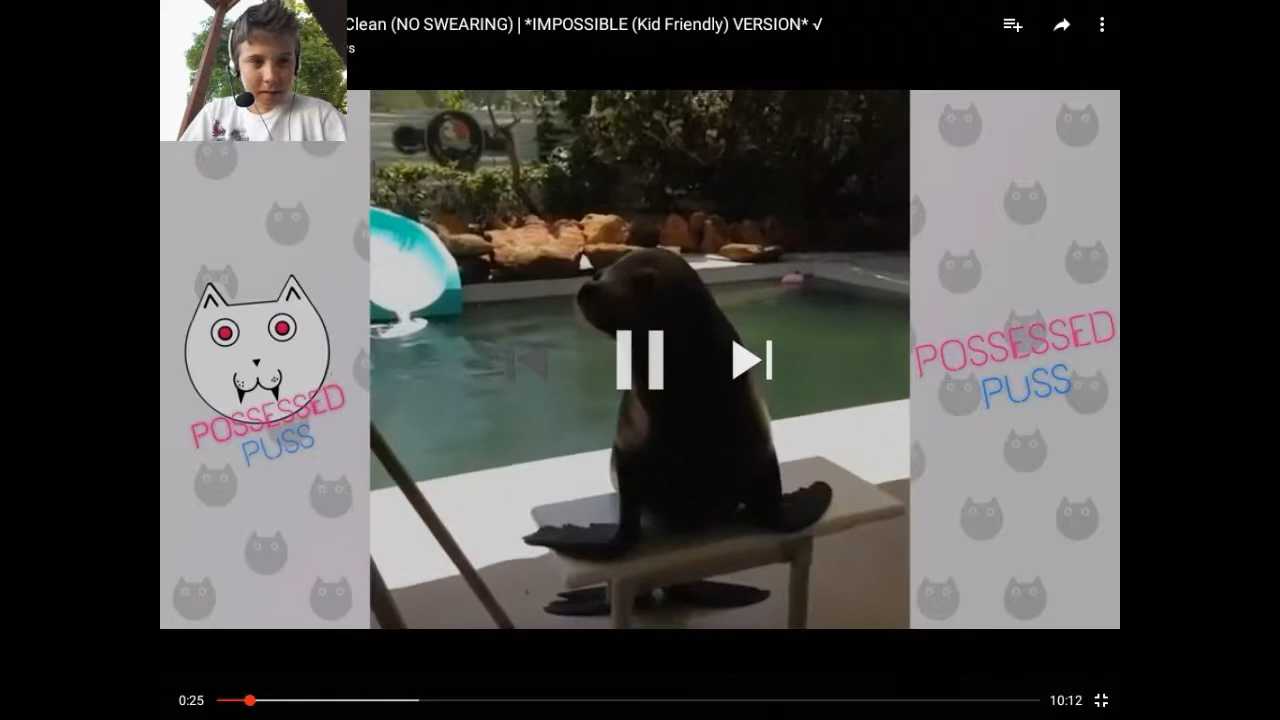 Clean (NO SWEARING) | *IMPOSSIBLE (Kid Friendly) VERSION* √
POSSESSED
PUSS
POSSESSED
PUSS
0:25
10:12